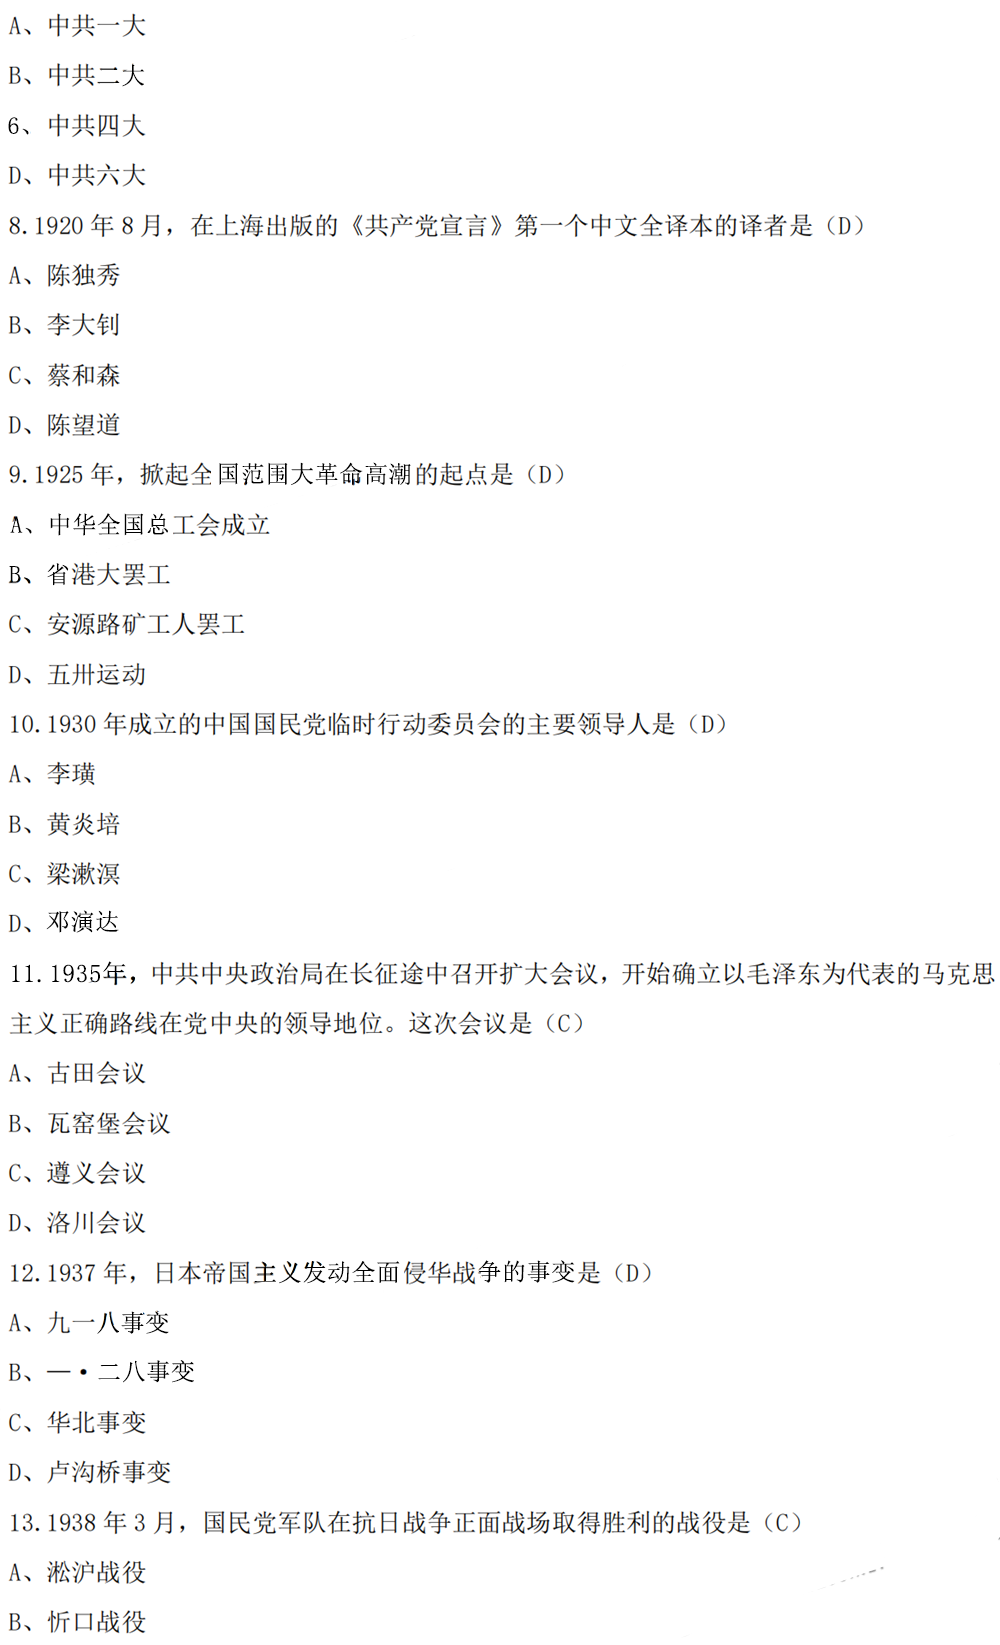 A、中共一大
B、中共二大
6、中共四大
D、中共六大
8.1920 年 8 月，在上海出版的《共产党宣言》第一个中文全译本的译者是（D）
A、陈独秀
B、李大钊
C、蔡和森
D、陈望道
9.1925 年，掀起全国范围大革命高潮的起点是（D）
A、中华全国总工会成立
B、省港大罢工
C、安源路矿工人罢工
D、五卅运动
10.1930 年成立的中国国民党临时行动委员会的主要领导人是（D）
A、李璜
B、黄炎培
C、梁漱溟
D、邓演达
11.1935年，中共中央政治局在长征途中召开扩大会议，开始确立以毛泽东为代表的马克思
主义正确路线在党中央的领导地位。这次会议是（C）
A、古田会议
B、瓦窑堡会议
C、遵义会议
D、洛川会议
12.1937 年，日本帝国主义发动全面侵华战争的事变是（D）
A、九一八事变
B、一·二八事变
C、华北事变
D、卢沟桥事变
13.1938 年 3 月，国民党军队在抗日战争正面战场取得胜利的战役是（C）
A、淞沪战役
B、忻口战役